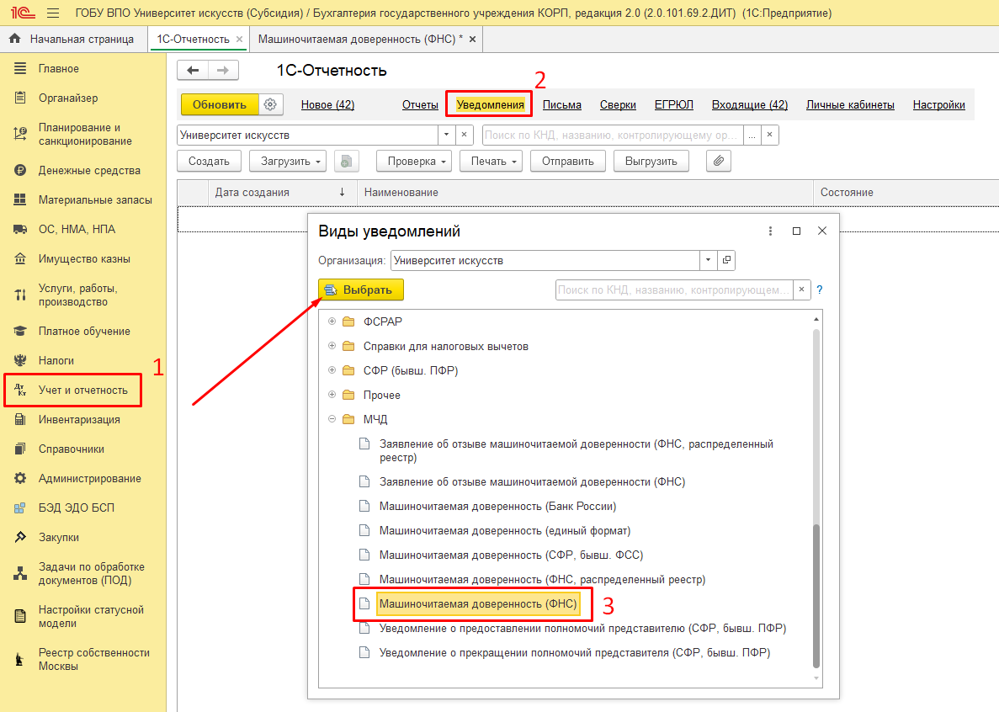 1С ГОБУ ВПО Университет искусств (Субсидия) / Бухгалтерия государственного учреждения КОРП, редакция 2.0 (2.0.101.69.2.ДИТ) (1С:Предприятие)
Начальная страница 1С-Отчетность × Машиночитаемая доверенность (ФНС) * ×
Главное
Органайзер
Планирование и
санкционирование
Денежные средства
Материальные запасы
ОС, НМА, НПА
Имущество казны
Услуги, работы,
производство
Платное обучение
Налоги
1
Учет и отчетность
Инвентаризация
Справочники
Администрирование
БЭД ЭДО БСП
Закупки
Задачи по обработке
документов (ПОД)
Настройки статусной
модели
Реестр собственности
Москвы
1С-Отчетность
2
Обновить Новое (42) Отчеты Уведомления Письма Сверки ЕГРЮЛ Входящие (42) Личные кабинеты Настройки
Университет искусств Поиск по КНД, названию, контролирующему ор... ...
Создать Загрузить Проверка Печать Отправить Выгрузить
Дата создания ↓ Наименование Состояние
Виды уведомлений
Организация: Университет искусств
Выбрать Поиск по КНД, названию, контролирующем... × ?
ФСРАР
Справки для налоговых вычетов
СФР (бывш. ПФР)
Прочее
МЧД
Заявление об отзыве машиночитаемой доверенности (ФНС, распределенный
реестр)
Заявление об отзыве машиночитаемой доверенности (ФНС)
Машиночитаемая доверенность (Банк России)
Машиночитаемая доверенность (единый формат)
Машиночитаемая доверенность (СФР, бывш. ФСС)
Машиночитаемая доверенность (ФНС, распределенный реестр)
Машиночитаемая доверенность (ФНС) 3
Уведомление о предоставлении полномочий представителю (СФР, бывш. ПФР)
Уведомление о прекращении полномочий представителя (СФР, бывш. ПФР)